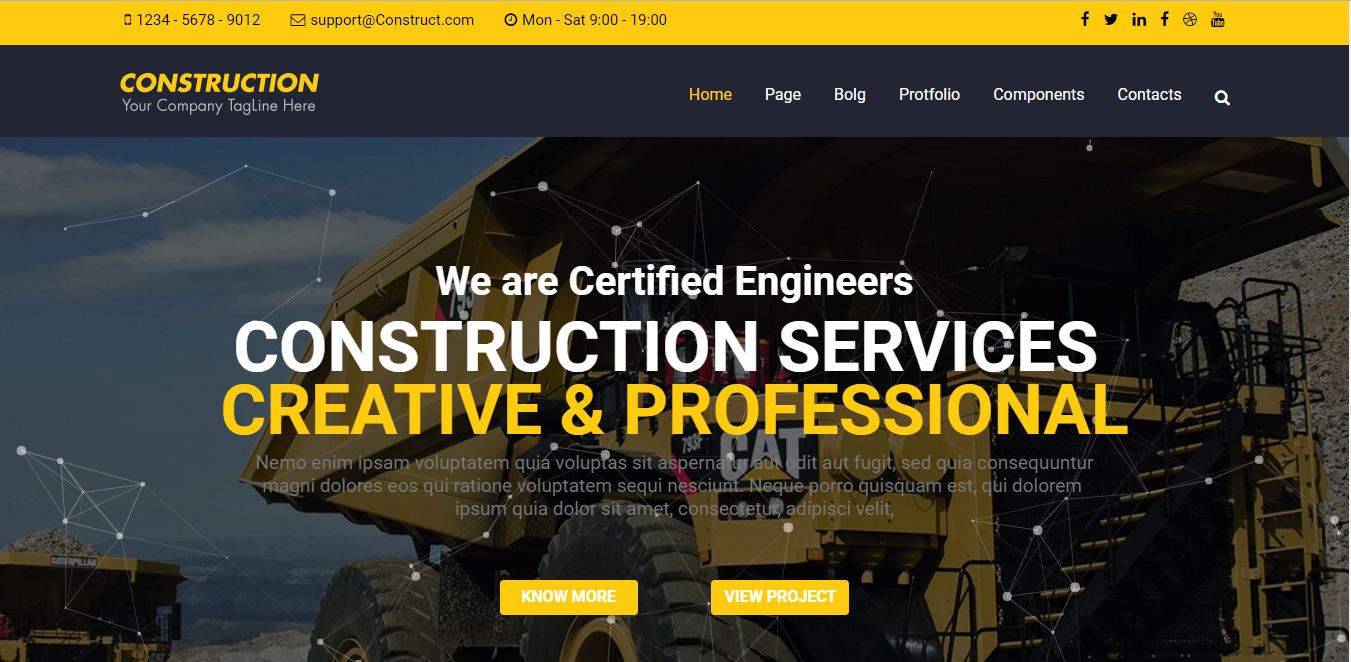 1234 - 5678 - 9012 support@Construct.com Mon - Sat 9:00 - 19:00
CONSTRUCTION
Your Company TagLine Here
Home Page Bolg Protfolio Components Contacts
We are Certified Engineers
CONSTRUCTION SERVICES
CREATIVE & PROFESSIONAL
793F CAT
Nemo enim ipsam voluptatem quia voluptas sit aspernatur aut odit aut fugit, sed quia consequuntur
magni dolores eos qui ratione voluptatem sequi nesciunt. Neque porro quisquam est, qui dolorem
ipsum quia dolor sit amet, consectetur, adipisci velit,
CATERPILLAR
KNOW MORE VIEW PROJECT